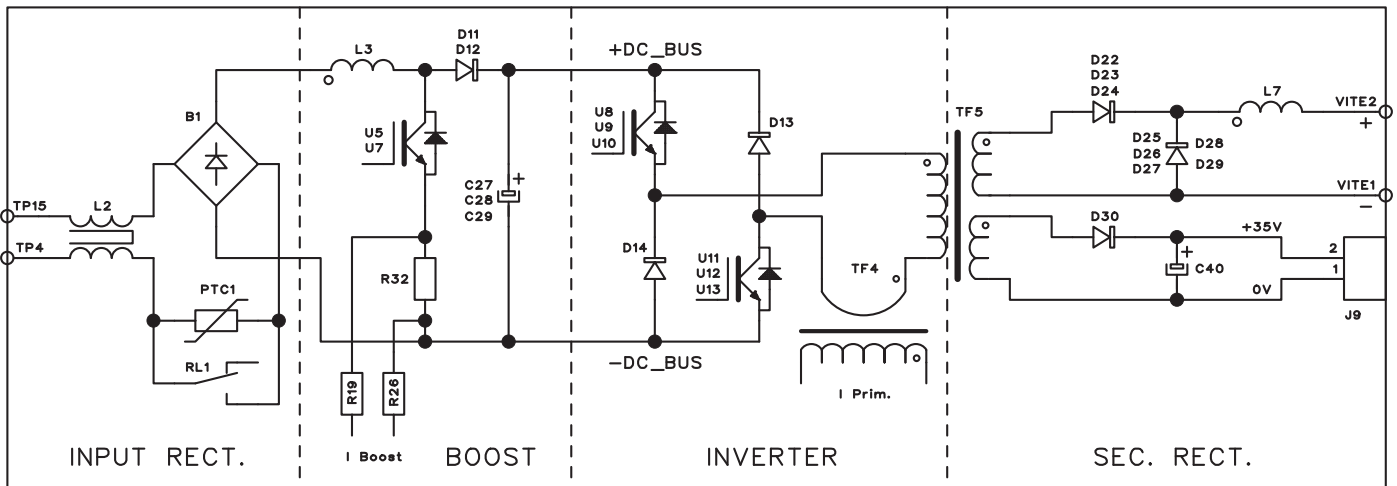 TP15
TP4
L2
B1
PTC1
RL1
INPUT RECT.
L3
D11
D12
U5
U7
C27
C28
C29
+
R32
R19
R26
I Boost
BOOST
+DC_BUS
U8
U9
U10
D13
D14
U11
U12
U13
-DC_BUS
TF4
I Prim.
INVERTER
TF5
D22
D23
D24
L7
VITE2
+
D25
D26
D27
D28
D29
VITE1
-
D30
+35V
+
C40
0V
2
1
J9
SEC. RECT.